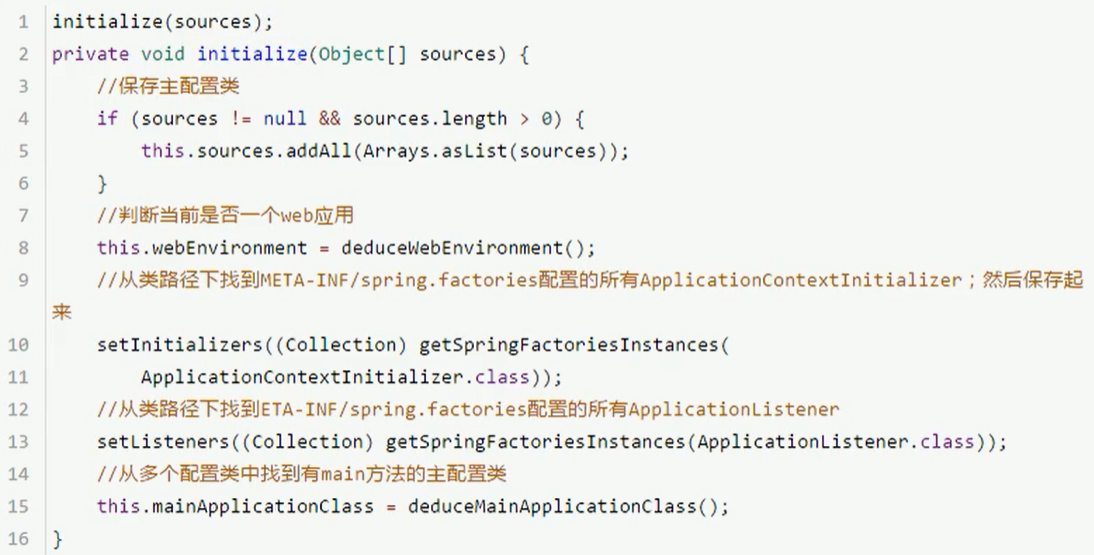 1 initialize(sources);
2 private void initialize(Object[] sources) {
3 //保存主配置类
4 if (sources != null && sources.length > 0) {
5 this.sources.addAll(Arrays.asList(sources));
6 }
7 //判断当前是否一个web应用
8 this.webEnvironment = deduceWebEnvironment();
9 //从类路径下找到META-INF/spring.factories配置的所有ApplicationContextInitializer；然后保存起
来
10 setInitializers((Collection) getSpringFactoriesInstances(
11 ApplicationContextInitializer.class));
12 //从类路径下找到ETA-INF/spring.factories配置的所有ApplicationListener
13 setListeners((Collection) getSpringFactoriesInstances(ApplicationListener.class));
14 //从多个配置类中找到有main方法的主配置类
15 this.mainApplicationClass = deduceMainApplicationClass();
16 }